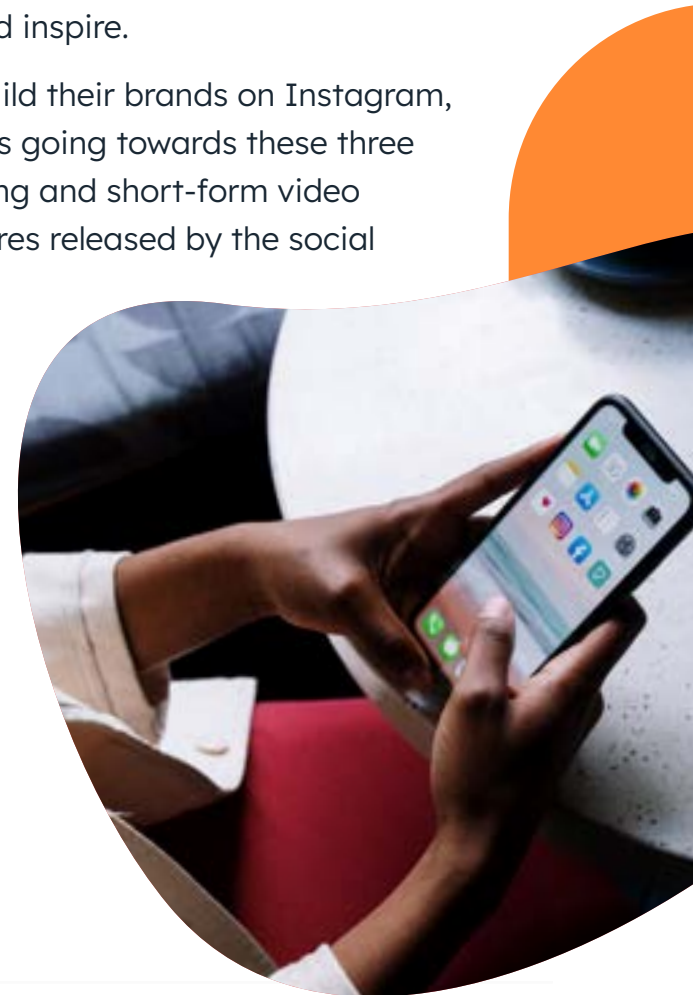 d inspire.
ild their brands on Instagram,
s going towards these three
ng and short-form video
res released by the social